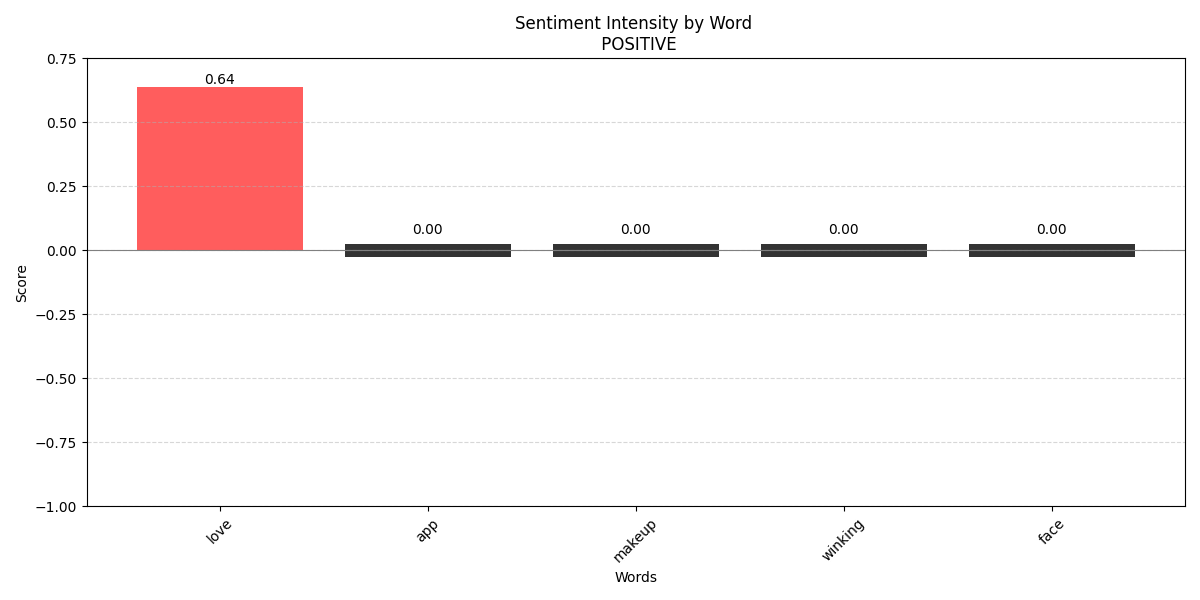 Sentiment Intensity by Word
POSITIVE
0.75
0.50
0.25
0.00
−0.25
−0.50
−0.75
−1.00
Score
0.64
0.00
0.00
0.00
0.00
love
app
makeup
winking
face
Words